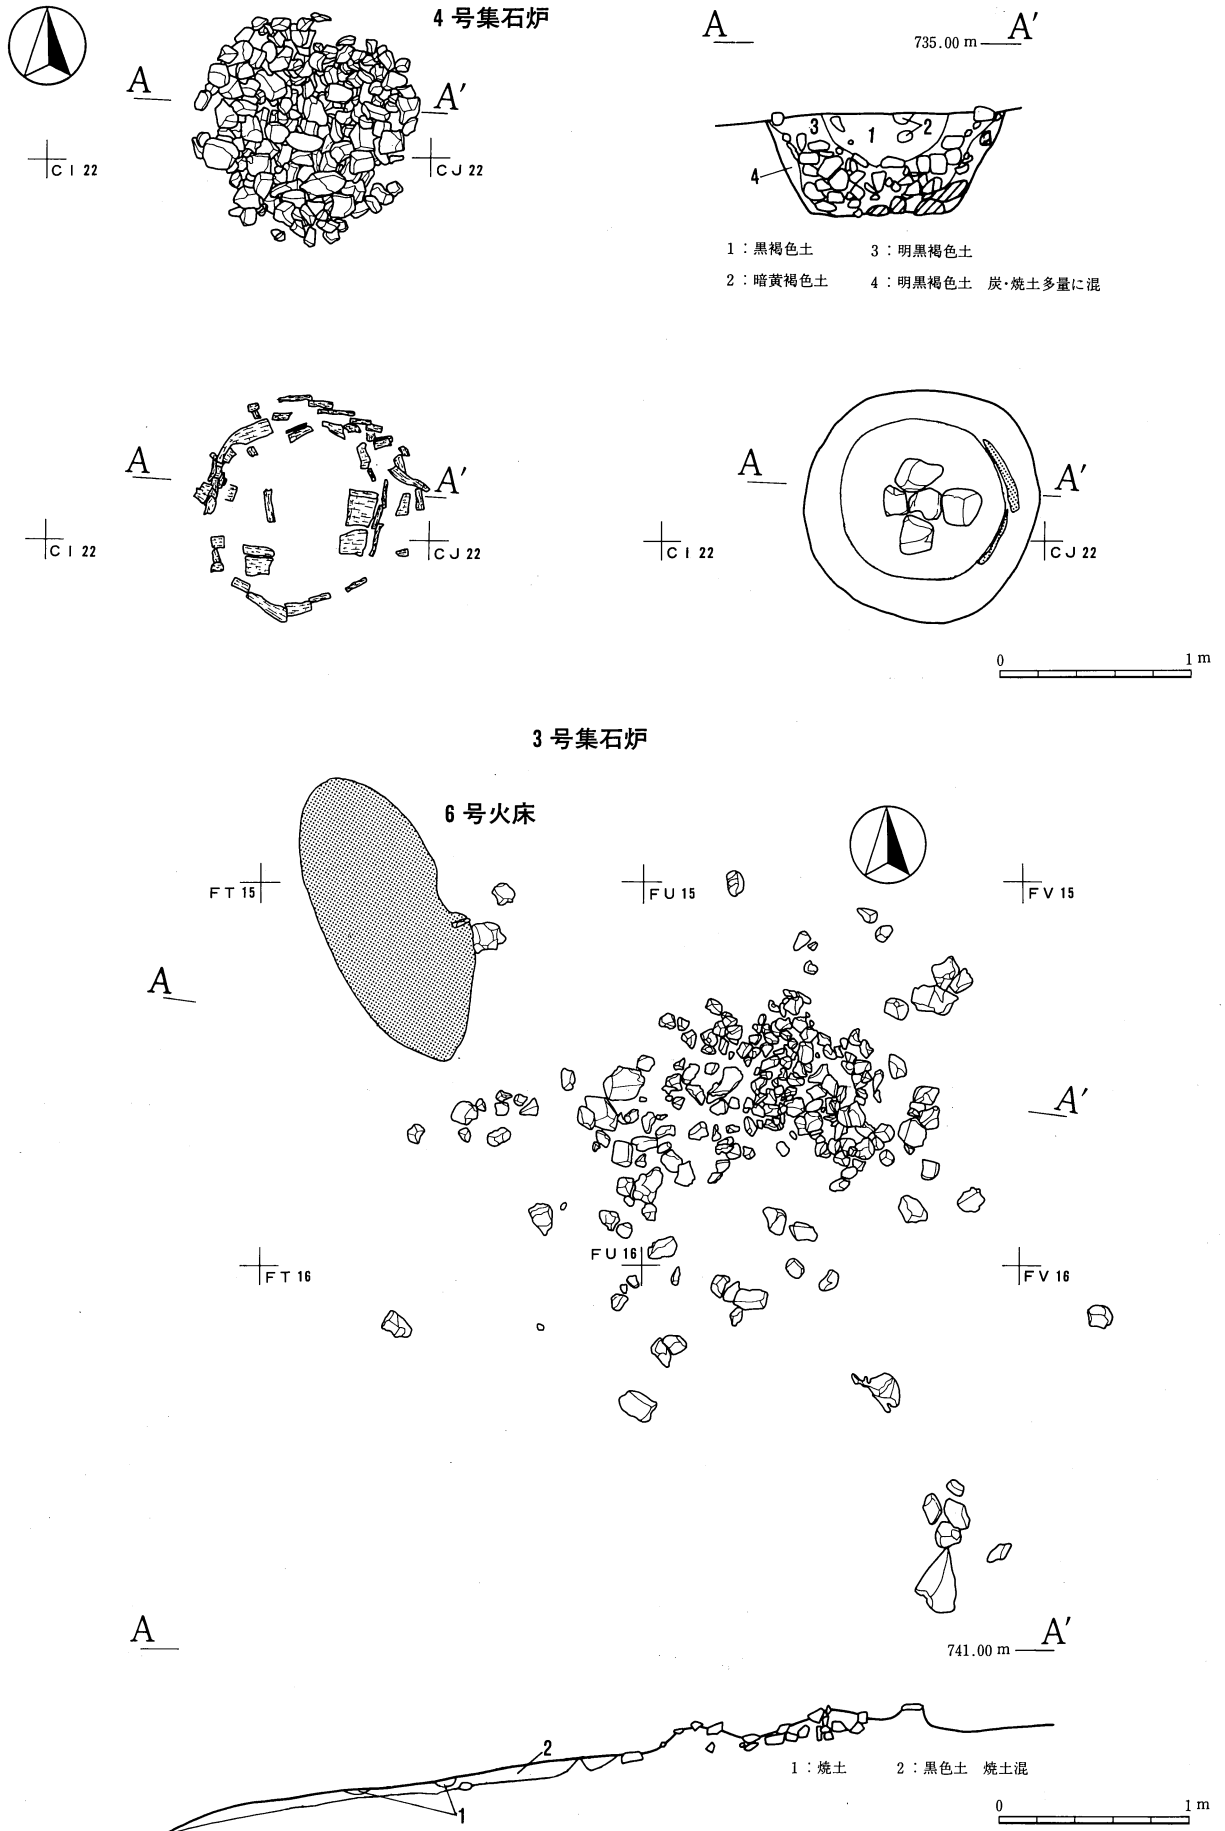 4号集石炉
A A'
A A'
735.00 m
CI 22 CJ 22
3 1 2
4
1:黒褐色土 3:明黒褐色土
2:暗黄褐色土 4:明黒褐色土 炭・焼土多量に混
A A'
A A'
CI 22 CJ 22
CI 22 CJ 22
0 1 m
3号集石炉
6号火床
FT 15 FU 15 FV 15
A
A'
FT 16 FU 16 FV 16
A A'
741.00 m
2
1
1:焼土 2:黒色土 焼土混
0 1 m